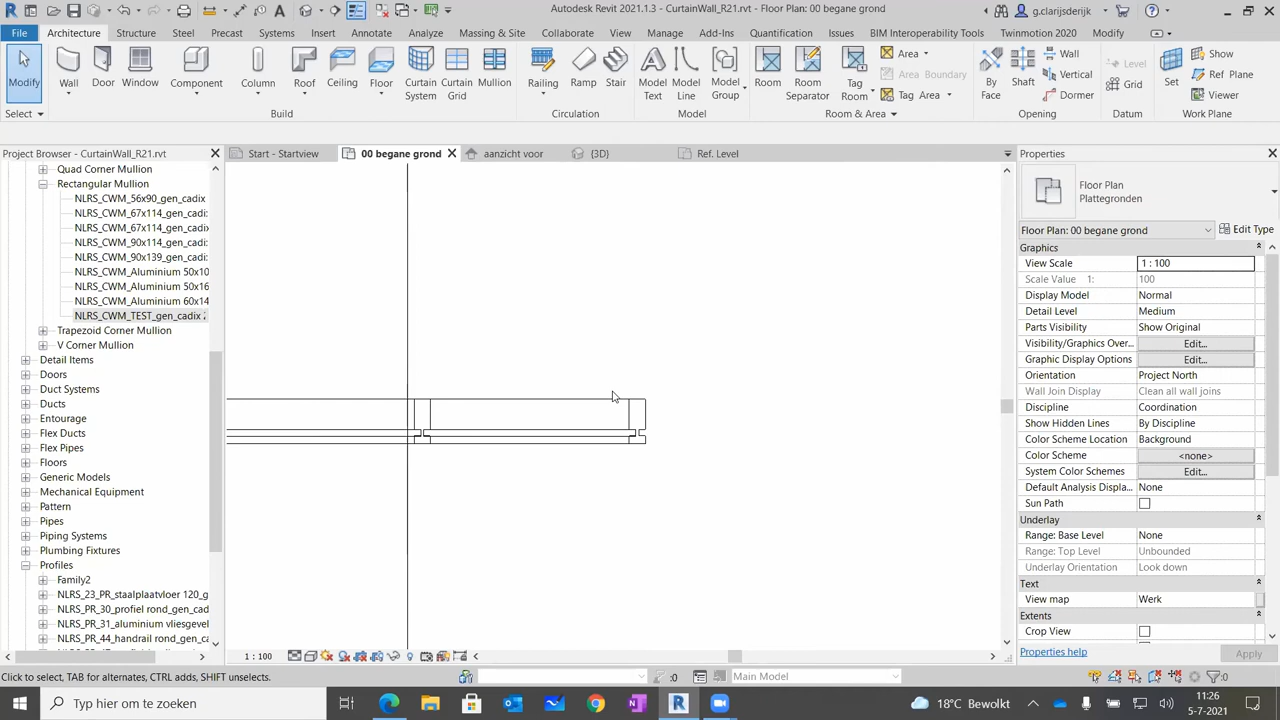 Autodesk Revit 2021.1.3 - CurtainWall_R21.rvt - Floor Plan: 00 begane grond
g.clarijsderijk
File Architecture Structure Steel Precast Systems Insert Annotate Analyze Massing & Site Collaborate View Manage Add-Ins Quantification Issues BIM Interoperability Tools Twinmotion 2020 Modify
Modify Wall Door Window Component Column Roof Ceiling Floor Curtain System Curtain Grid Mullion Railing Ramp Stair Model Text Model Line Model Group Room Room Separator Tag Room Area Area Boundary Tag Area By Face Shaft Wall Vertical Dormer Level Grid Set Show Ref Plane Viewer
Select Build Circulation Model Room & Area Opening Datum Work Plane
Project Browser - CurtainWall_R21.rvt
Start - Startview 00 begane grond aanzicht voor {3D} Ref. Level
Quad Corner Mullion
Rectangular Mullion
NLRS_CWM_56x90_gen_cadix
NLRS_CWM_67x114_gen_cadi:
NLRS_CWM_67x114_gen_cadi:
NLRS_CWM_90x114_gen_cadi:
NLRS_CWM_90x139_gen_cadi:
NLRS_CWM_Aluminium 50x10
NLRS_CWM_Aluminium 50x16
NLRS_CWM_Aluminium 60x14
NLRS_CWM_TEST_gen_cadix
Trapezoid Corner Mullion
V Corner Mullion
Detail Items
Doors
Duct Systems
Ducts
Entourage
Flex Ducts
Flex Pipes
Floors
Generic Models
Mechanical Equipment
Pattern
Pipes
Piping Systems
Plumbing Fixtures
Profiles
Family2
NLRS_23_PR_staalplaatvloer 120_g
NLRS_PR_30_profiel rond_gen_cad
NLRS_PR_31_aluminium vliesgevel
NLRS_PR_44_handrail rond_gen_ca
Properties
Floor Plan
Plattegronden
Floor Plan: 00 begane grond Edit Type
Graphics
View Scale 1 : 100
Scale Value 1: 100
Display Model Normal
Detail Level Medium
Parts Visibility Show Original
Visibility/Graphics Over... Edit...
Graphic Display Options Edit...
Orientation Project North
Wall Join Display Clean all wall joins
Discipline Coordination
Show Hidden Lines By Discipline
Color Scheme Location Background
Color Scheme <none>
System Color Schemes Edit...
Default Analysis Displa... None
Sun Path
Underlay
Range: Base Level None
Range: Top Level Unbounded
Underlay Orientation Look down
Text
View map Werk
Extents
Crop View
Properties help Apply
1 : 100
Click to select, TAB for alternates, CTRL adds, SHIFT unselects. :0 Main Model :0
Typ hier om te zoeken 18°C Bewolkt 11:26
5-7-2021